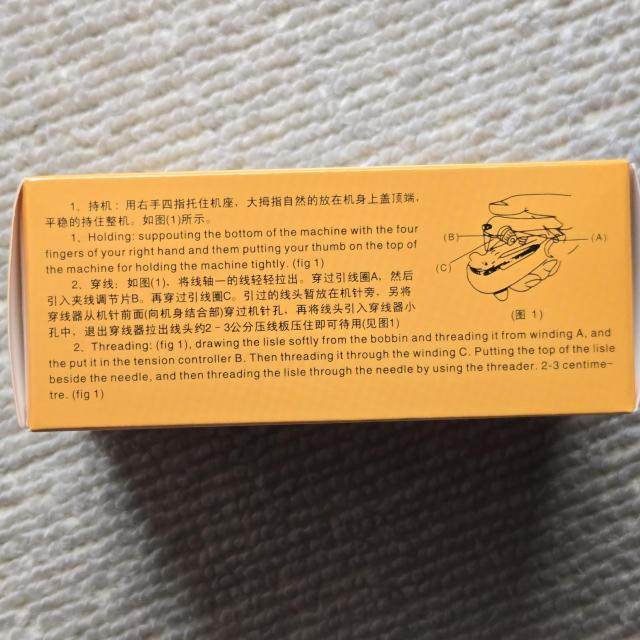 1、持机：用右手四指托住机座，大拇指自然的放在机身上盖顶端，
平稳的持住整机。如图(1)所示。
1、Holding: suppouting the bottom of the machine with the four
fingers of your right hand and them putting your thumb on the top of
the machine for holding the machine tightly. (fig 1)
2、穿线：如图(1)，将线轴一的线轻轻拉出。穿过引线圈A，然后
引入夹线调节片B。再穿过引线圈C。引过的线头暂放在机针旁，另将
穿线器从机针前面(向机身结合部)穿过机针孔，再将线头引入穿线器小
孔中，退出穿线器拉出线头约2-3公分压线板压住即可待用(见图1)
2、Threading: (fig 1), drawing the lisle softly from the bobbin and threading it from winding A, and
the put it in the tension controller B. Then threading it through the winding C. Putting the top of the lisle
beside the needle, and then threading the lisle through the needle by using the threader. 2-3 centime-
tre. (fig 1)
(B)
(A)
(C)
(图 1)